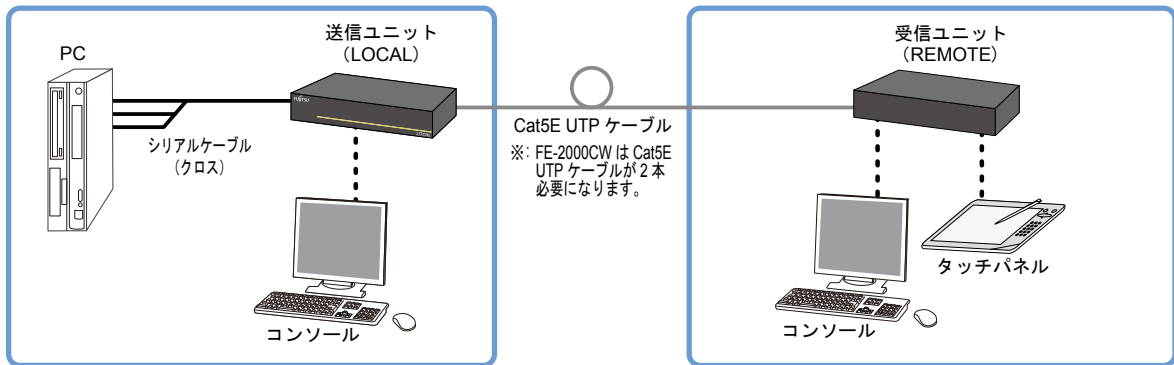 PC
送信ユニット
（LOCAL）
FUJITSU
シリアルケーブル
（クロス）
コンソール
Cat5E UTP ケーブル
※：FE-2000CW は Cat5E
UTP ケーブルが 2 本
必要になります。
受信ユニット
（REMOTE）
コンソール
タッチパネル